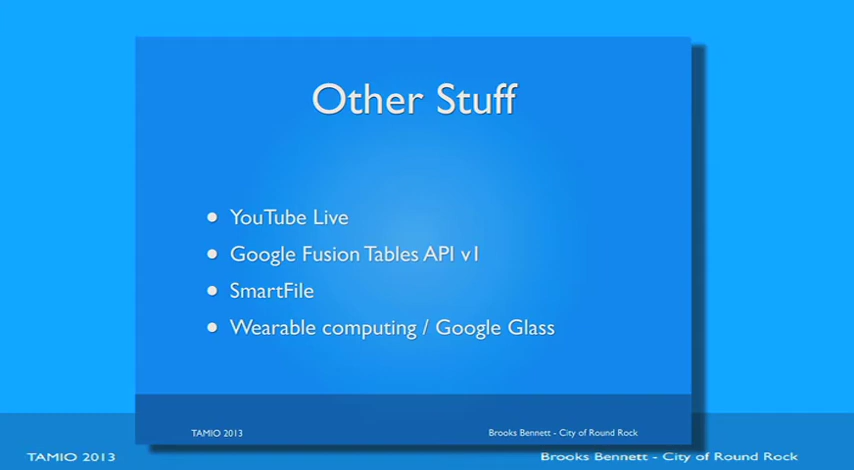 Other Stuff
• YouTube Live
• Google Fusion Tables API v1
• SmartFile
• Wearable computing / Google Glass
TAMIO 2013 Brooks Bennett - City of Round Rock
TAMIO 2013 Brooks Bennett - City of Round Rock